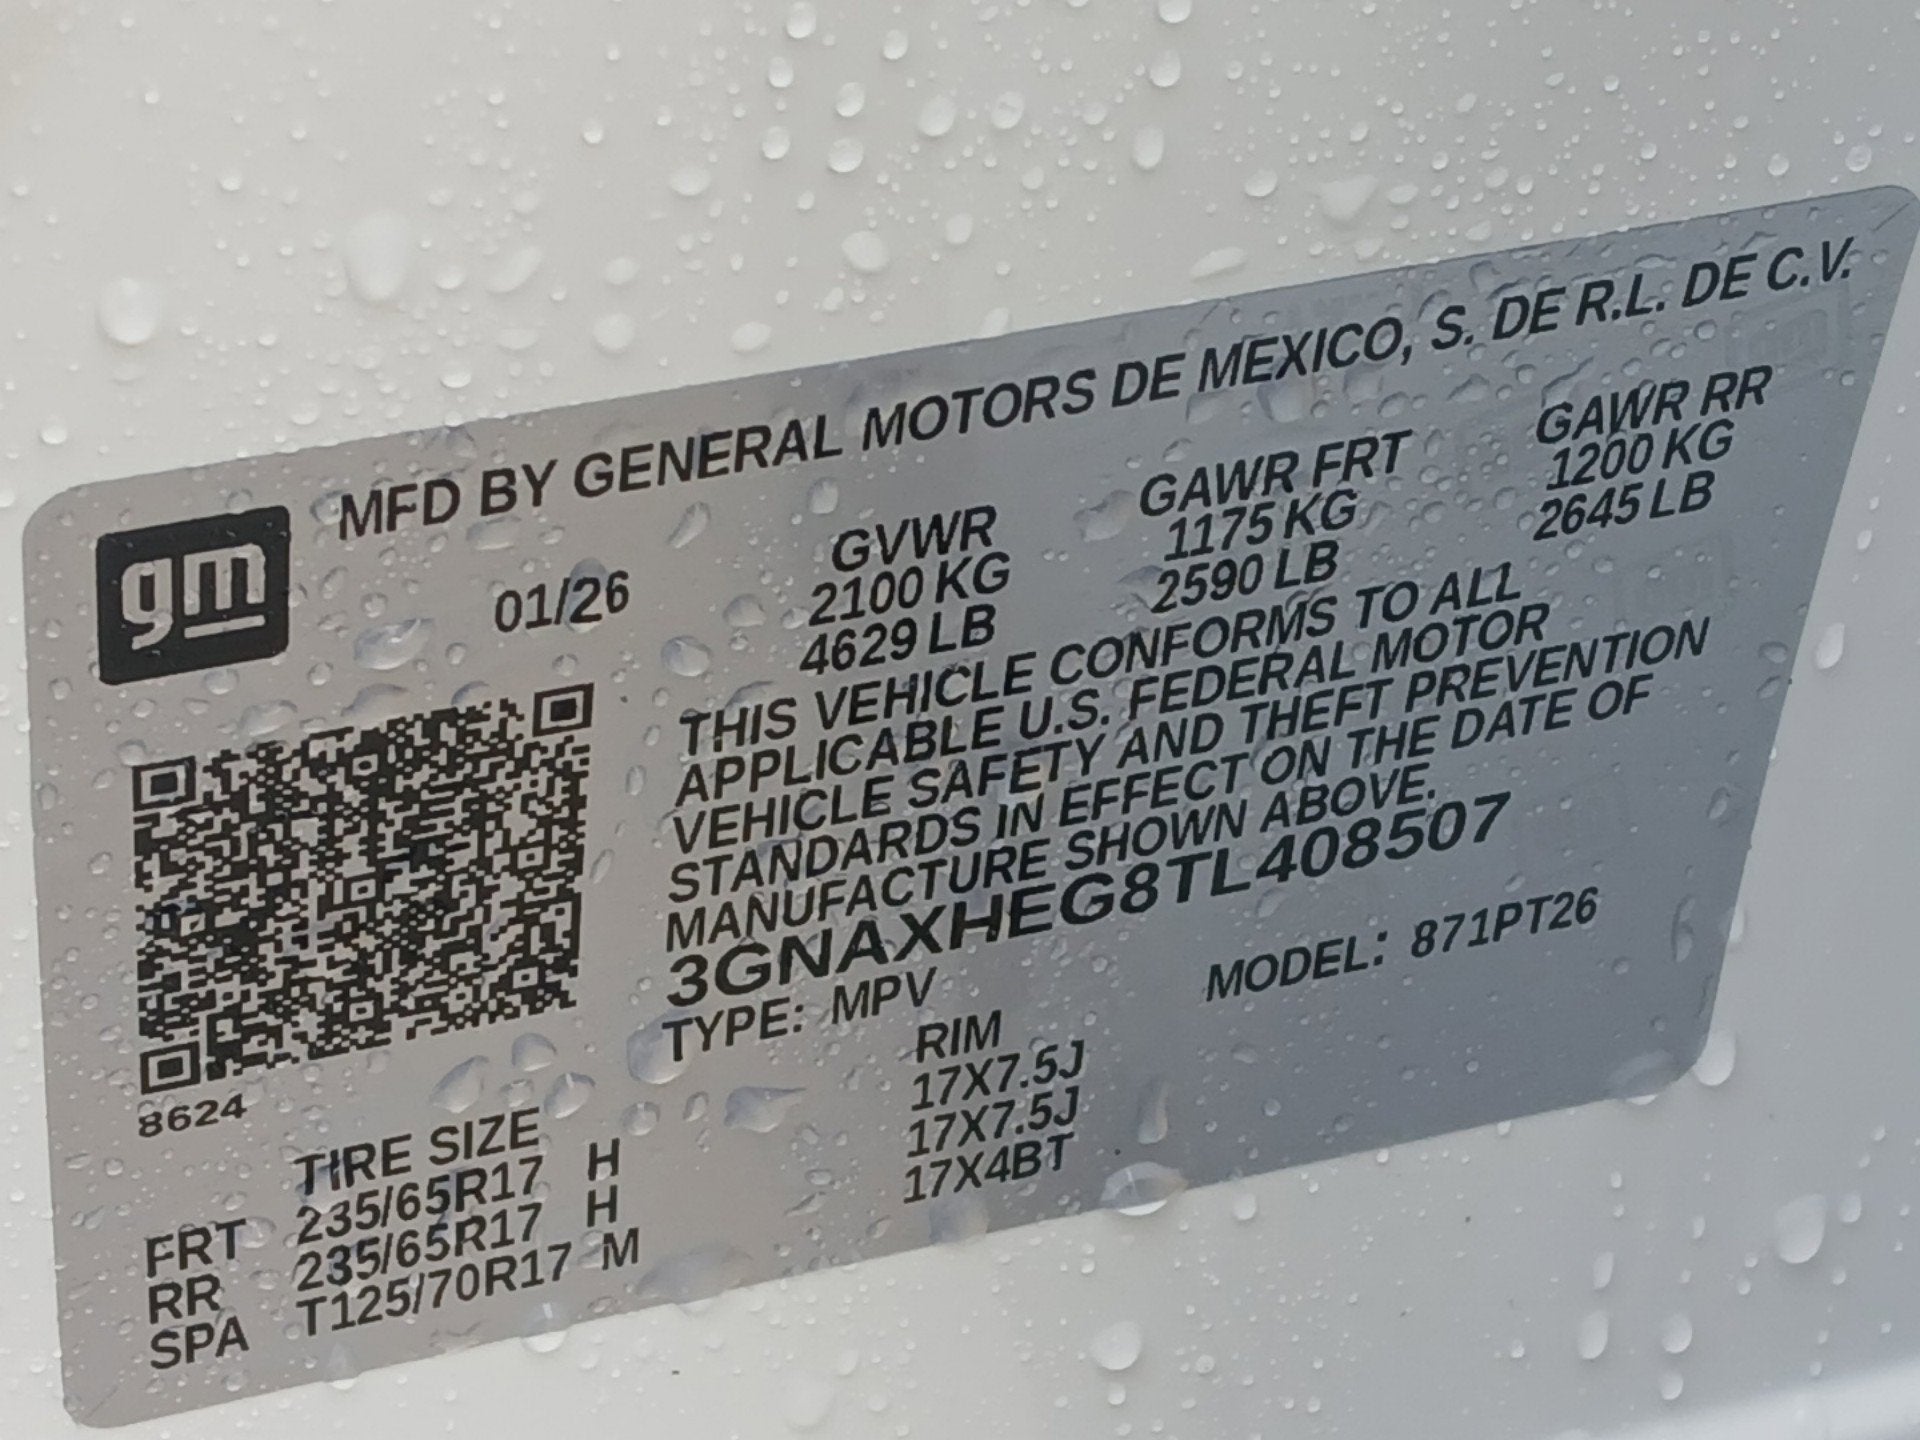 gm
MFD BY GENERAL MOTORS DE MEXICO, S. DE R.L. DE C.V.
01/26
GVWR GAWR FRT GAWR RR
2100 KG 1175 KG 1200 KG
4629 LB 2590 LB 2645 LB
THIS VEHICLE CONFORMS TO ALL
APPLICABLE U.S. FEDERAL MOTOR
VEHICLE SAFETY AND THEFT PREVENTION
STANDARDS IN EFFECT ON THE DATE OF
MANUFACTURE SHOWN ABOVE.
3GNAXHEG8TL408507
TYPE: MPV MODEL: 871PT26
8624
TIRE SIZE RIM
FRT 235/65R17 H 17X7.5J
RR 235/65R17 H 17X7.5J
SPA T125/70R17 M 17X4BT